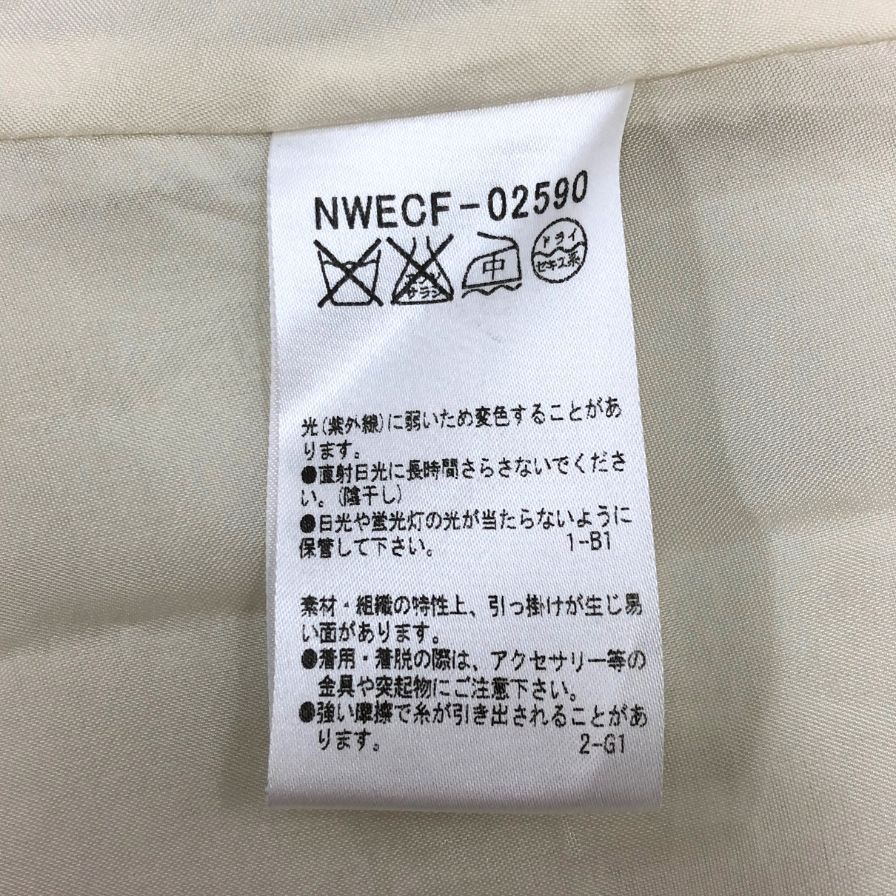 NWECF-02590
エンソ サラシ
中
ドライ
セキユ系
光(紫外線)に弱いため変色することがあ
ります。
●直射日光に長時間さらさないでくださ
い。(陰干し)
●日光や蛍光灯の光が当たらないように
保管して下さい。 1-B1
素材・組織の特性上、引っ掛けが生じ易
い面があります。
●着用・着脱の際は、アクセサリー等の
金具や突起物にご注意下さい。
●強い摩擦で糸が引き出されることがあ
ります。 2-G1